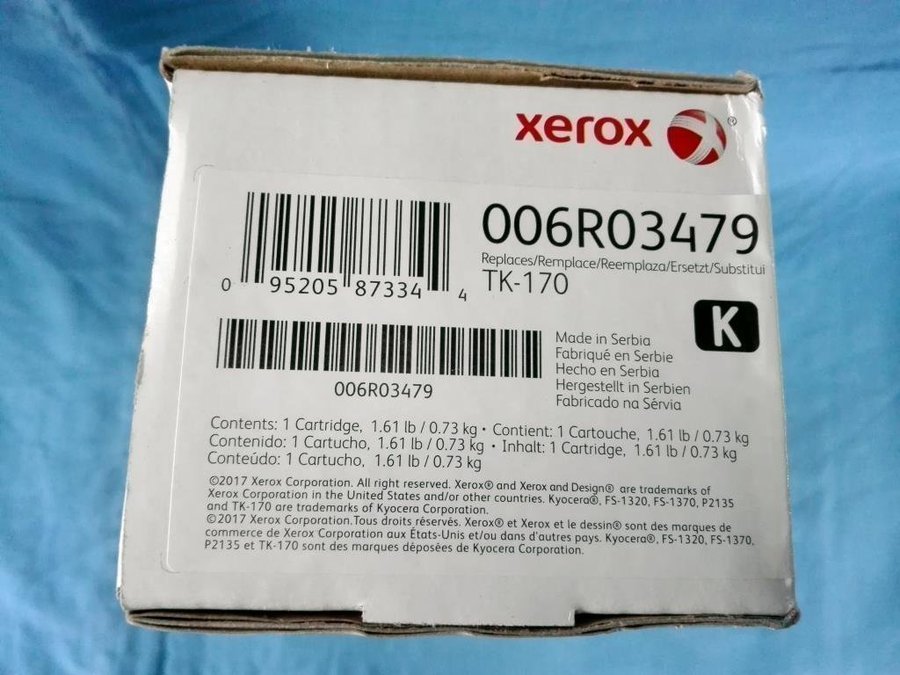 xerox ®
006R03479
Replaces/Remplace/Reemplaza/Ersetzt/Substitui
TK-170
0 95205 87334 4
K
006R03479
Made in Serbia
Fabriqué en Serbie
Hecho en Serbia
Hergestellt in Serbien
Fabricado na Sérvia
Contents: 1 Cartridge, 1.61 lb / 0.73 kg • Contient: 1 Cartouche, 1.61 lb / 0.73 kg
Contenido: 1 Cartucho, 1.61 lb / 0.73 kg • Inhalt: 1 Cartridge, 1.61 lb / 0.73 kg
Conteúdo: 1 Cartucho, 1.61 lb / 0.73 kg
©2017 Xerox Corporation. All right reserved. Xerox® and Xerox and Design® are trademarks of
Xerox Corporation in the United States and/or other countries. Kyocera®, FS-1320, FS-1370, P2135
and TK-170 are trademarks of Kyocera Corporation.
©2017 Xerox Corporation.Tous droits réservés. Xerox® et Xerox et le dessin® sont des marques de
commerce de Xerox Corporation aux États-Unis et/ou dans d'autres pays. Kyocera®, FS-1320, FS-1370.
P2135 et TK-170 sont des marques déposées de Kyocera Corporation.